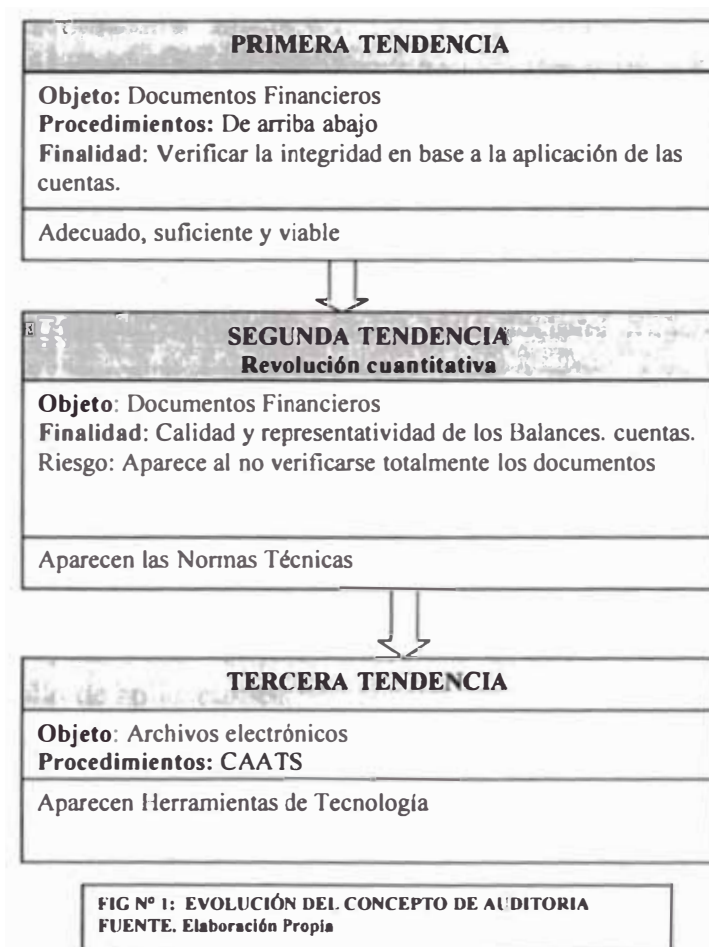 PRIMERA TENDENCIA
Objeto: Documentos Financieros
Procedimientos: De arriba abajo
Finalidad: Verificar la integridad en base a la aplicación de las
cuentas.
Adecuado, suficiente y viable
SEGUNDA TENDENCIA
Revolución cuantitativa
Objeto: Documentos Financieros
Finalidad: Calidad y representatividad de los Balances. cuentas.
Riesgo: Aparece al no verificarse totalmente los documentos
Aparecen las Normas Técnicas
TERCERA TENDENCIA
Objeto: Archivos electrónicos
Procedimientos: CAATS
Aparecen Herramientas de Tecnología
FIG Nº 1: EVOLUCIÓN DEL CONCEPTO DE AUDITORIA
FUENTE. Elaboración Propia